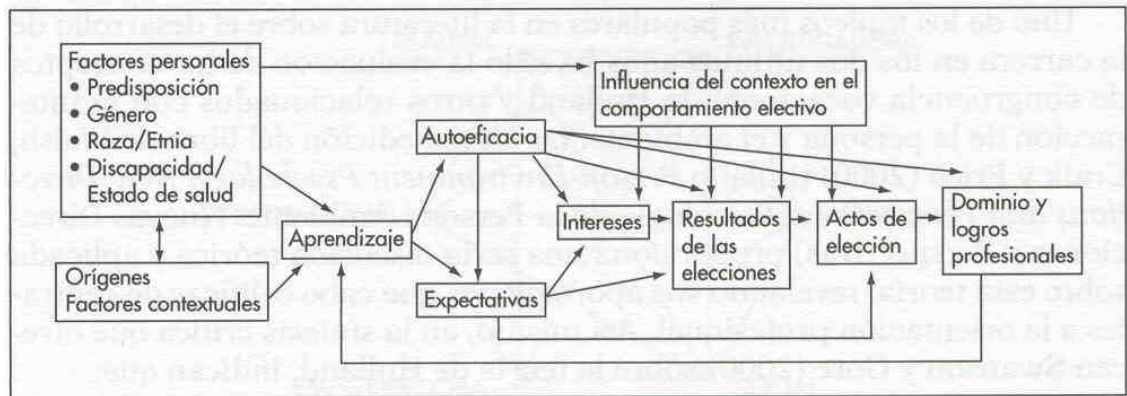 Factores personales
• Predisposición
• Género
• Raza/Etnia
• Discapacidad/
Estado de salud
Orígenes
Factores contextuales
Aprendizaje
Autoeficacia
Expectativas
Influencia del contexto en el
comportamiento electivo
Intereses
Resultados
de las
elecciones
Actos de
elección
Dominio y
logros
profesionales